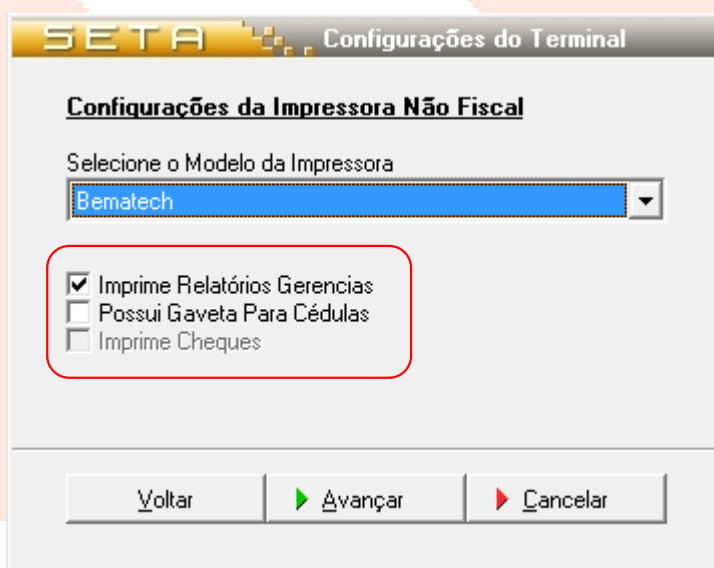 SETA Configurações do Terminal
Configurações da Impressora Não Fiscal
Selecione o Modelo da Impressora
Bematech
Imprime Relatórios Gerencias
Possui Gaveta Para Cédulas
Imprime Cheques
Voltar Avançar Cancelar